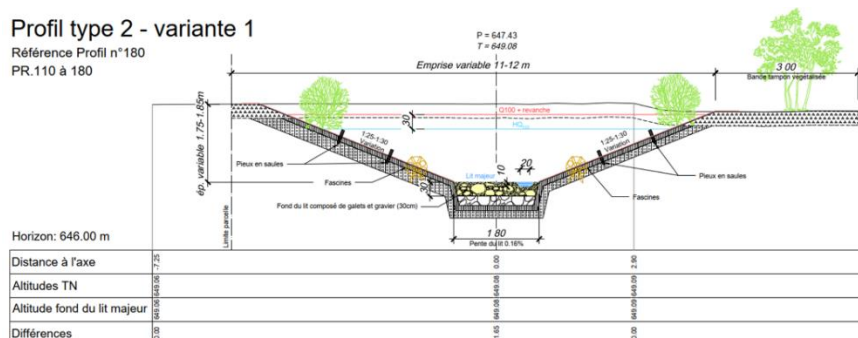 Profil type 2 - variante 1
Référence Profil n°180
PR.110 à 180
P = 647.43
T = 649.08
Emprise variable 11-12 m
3 00
Bande tampon végétalisée
Q100 + revanche
30
HQ
ép. variable 1.75-1.85m
1:25-1:30
Variation
1:25-1:30
Variation
Pieux en saules
Lit majeur
10
20
Pieux en saules
Fascines
30
Fascines
Fond du lit composé de galets et gravier (30cm)
1 80
Pente du lit 0.16%
Limite parcelle
Horizon: 646.00 m
Distance à l'axe -7.25 0.00 2.90
Altitudes TN 649.06 649.08 649.09
Altitude fond du lit majeur 649.06 649.08 649.09
Différences 0.00 1.65 0.00